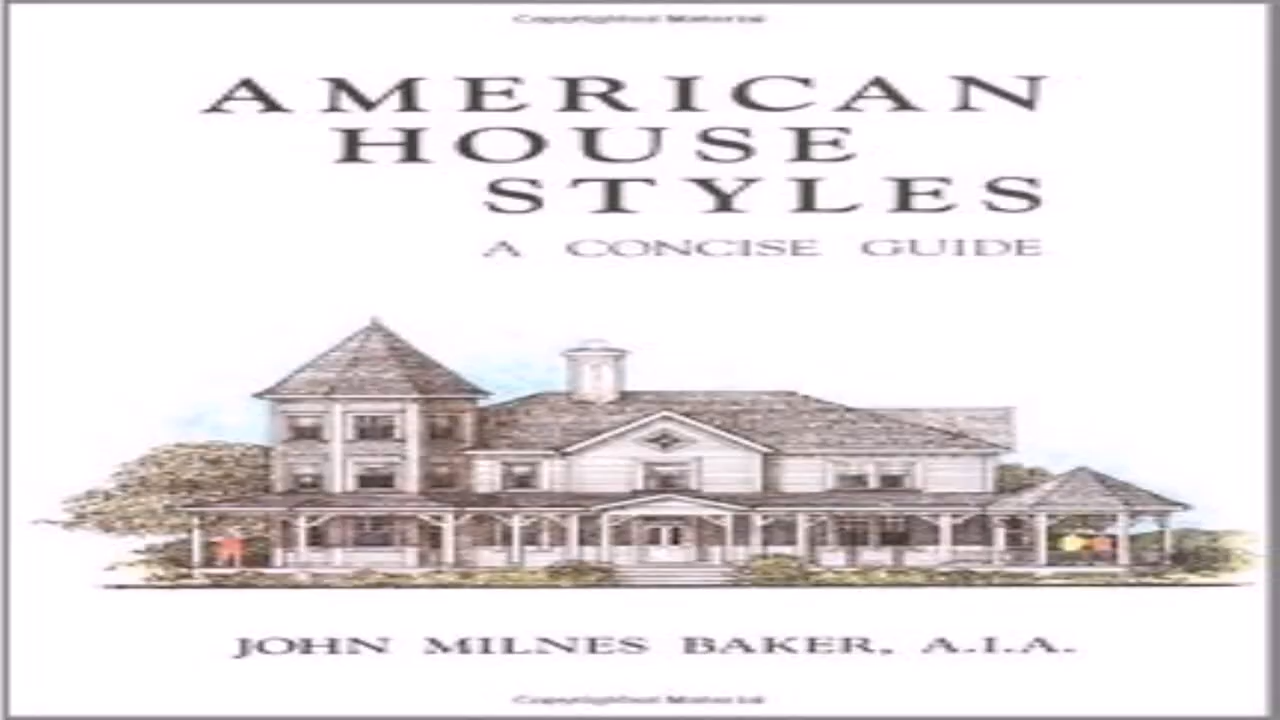 Copyrighted Material
AMERICAN
HOUSE
STYLES
A CONCISE GUIDE
JOHN MILNES BAKER, A.I.A.
Copyrighted Material